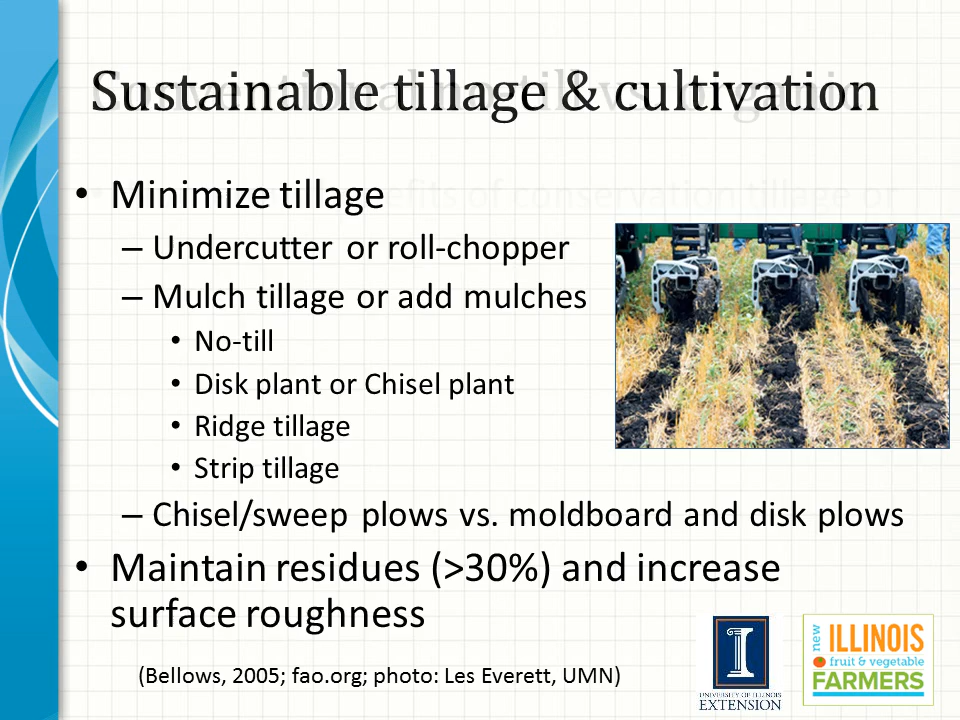 Sustainable tillage & cultivation
• Minimize tillage
– Undercutter or roll-chopper
– Mulch tillage or add mulches
• No-till
• Disk plant or Chisel plant
• Ridge tillage
• Strip tillage
– Chisel/sweep plows vs. moldboard and disk plows
• Maintain residues (>30%) and increase
surface roughness
(Bellows, 2005; fao.org; photo: Les Everett, UMN)
I
UNIVERSITY OF ILLINOIS
EXTENSION
new
ILLINOIS
fruit & vegetable
FARMERS